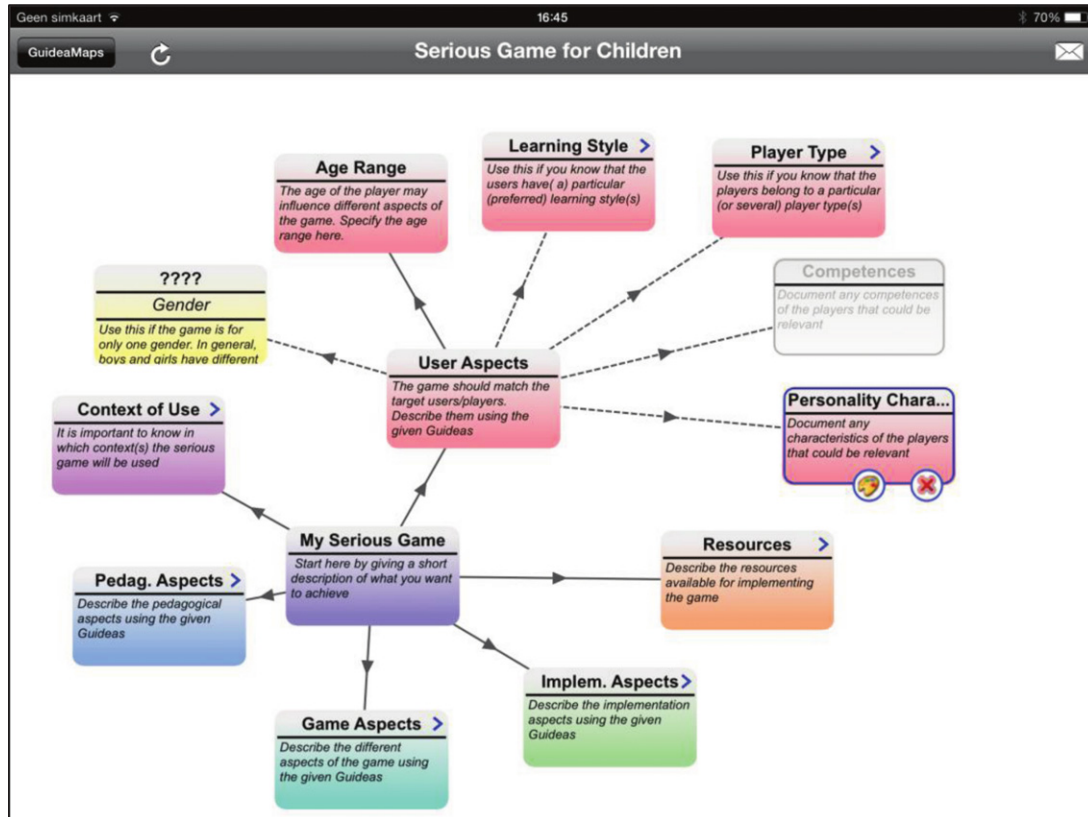 Geen simkaart
16:45
70%
GuideaMaps
Serious Game for Children
Age Range
The age of the player may
influence different aspects of
the game. Specify the age
range here.
Learning Style >
Use this if you know that the
users have( a) particular
(preferred) learning style(s)
Player Type >
Use this if you know that the
players belong to a particular
(or several) player type(s)
????
Gender
Use this if the game is for
only one gender. In general,
boys and girls have different
Competences
Document any competences
of the players that could be
relevant
User Aspects
The game should match the
target users/players.
Describe them using the
given Guideas
Personality Chara...
Document any
characteristics of the players
that could be relevant
Context of Use >
It is important to know in
which context(s) the serious
game will be used
My Serious Game
Start here by giving a short
description of what you want
to achieve
Resources >
Describe the resources
available for implementing
the game
Pedag. Aspects >
Describe the pedagogical
aspects using the given
Guideas
Implem. Aspects>
Describe the implementation
aspects using the given
Guideas
Game Aspects >
Describe the different
aspects of the game using
the given Guideas